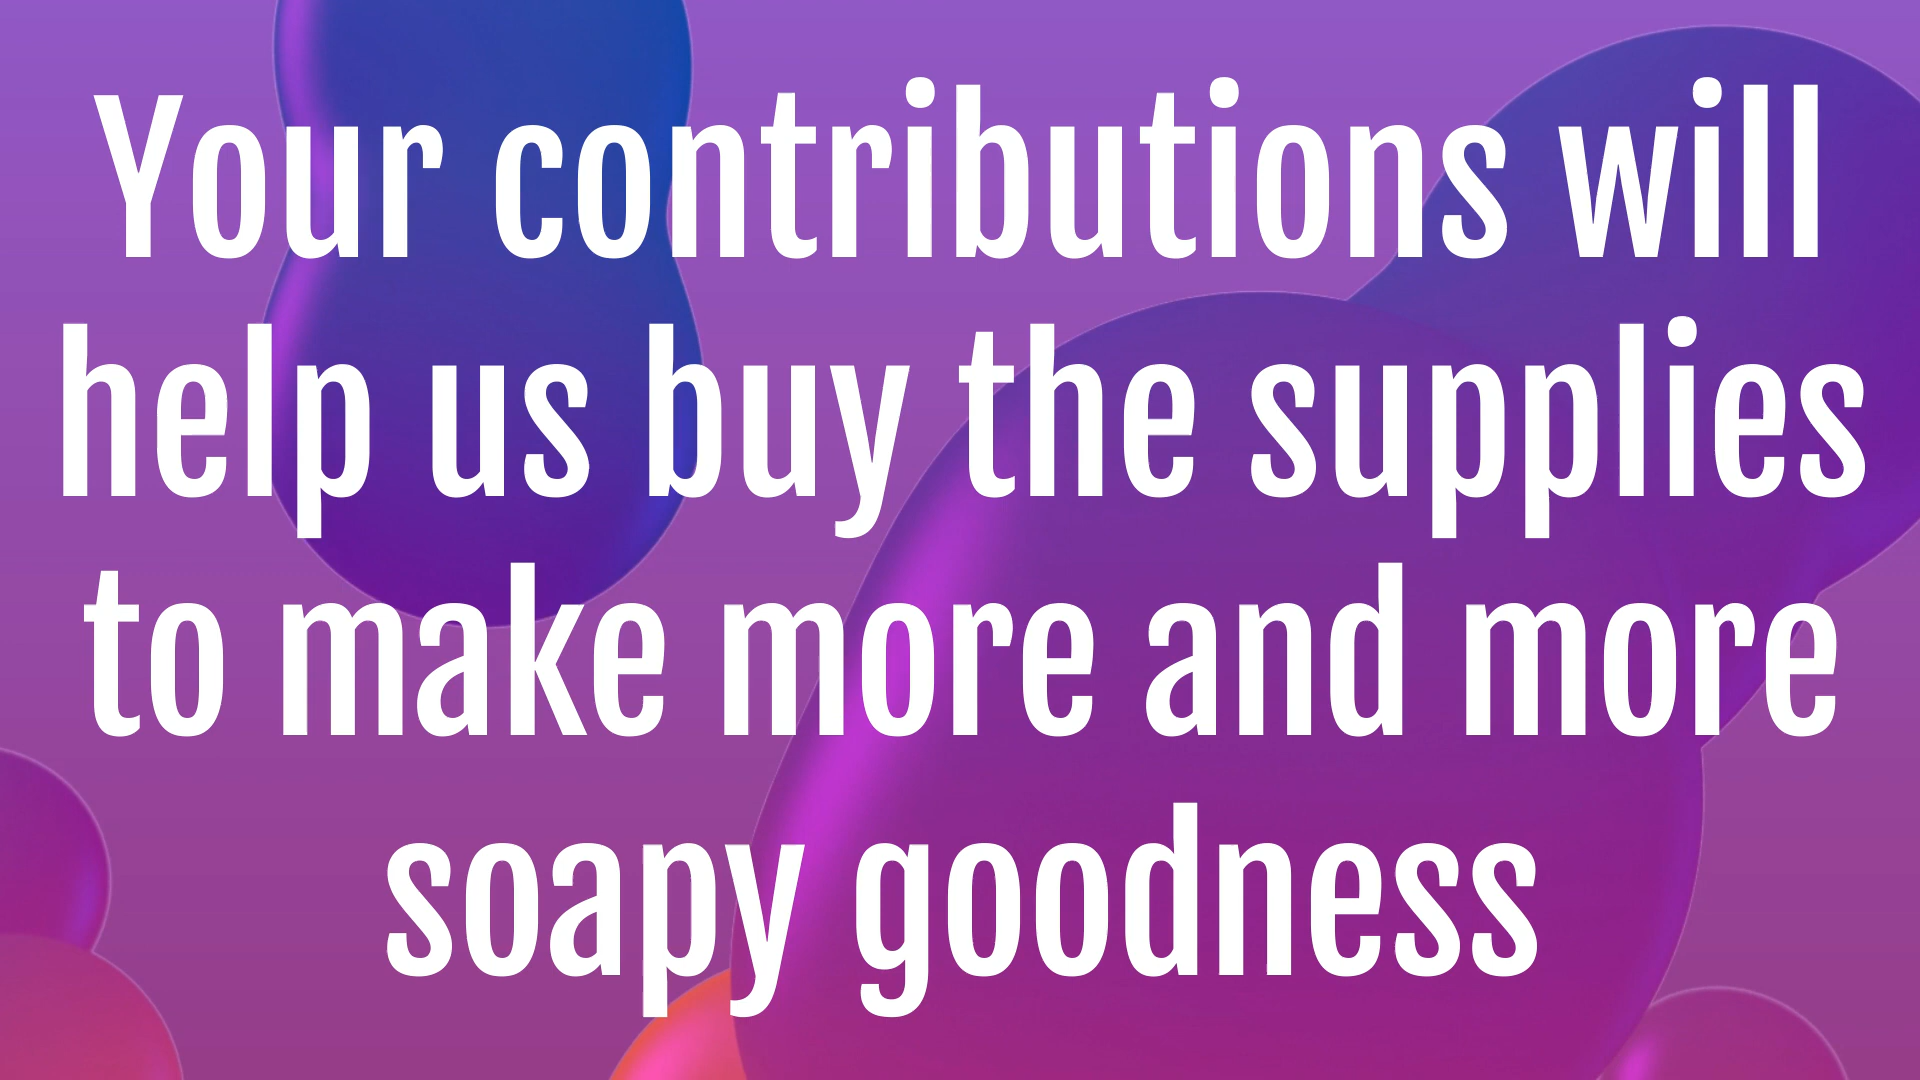 Your contributions will
help us buy the supplies
to make more and more
soapy goodness